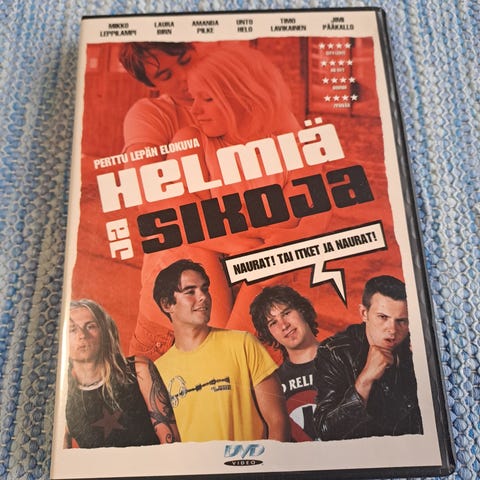 MIKKO LEPPILAMPI
LAURA BIRN
AMANDA PILKE
UNTO HELO
TIMO LAVIKAINEN
JIMI PÄÄKALLO
PERTTU LEPÄN ELOKUVA
HELMIÄ
JA SIKOJA
NAURAT! TAI ITKET JA NAURAT!
DVD
VIDEO